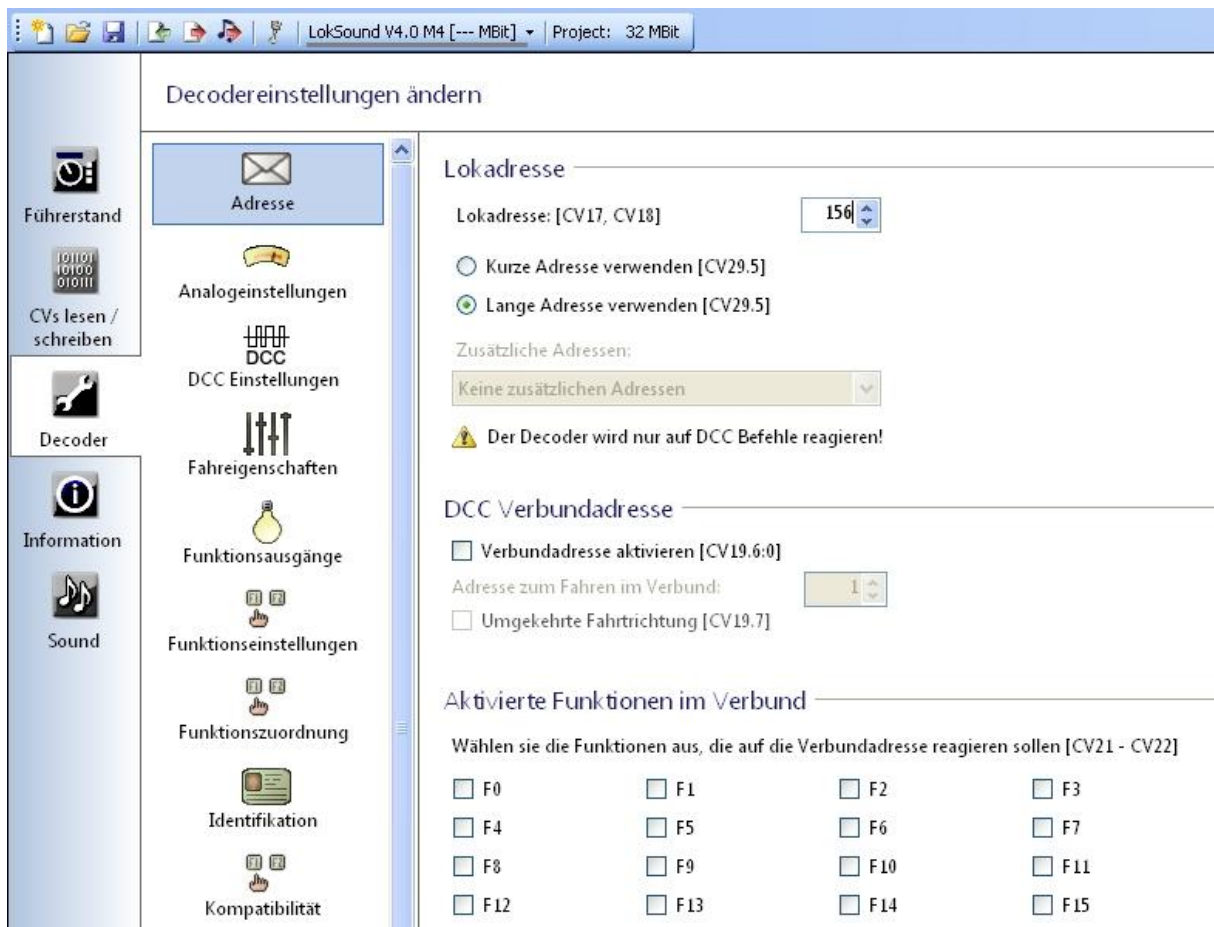 LokSound V4.0 M4 [--- MBit] Project: 32 MBit
Decodereinstellungen ändern
Führerstand
CVs lesen /
schreiben
Decoder
Information
Sound
Adresse
Analogeinstellungen
DCC
DCC Einstellungen
Fahreigenschaften
Funktionsausgänge
Funktionseinstellungen
Funktionszuordnung
Identifikation
Kompatibilität
Lokadresse
Lokadresse: [CV17, CV18] 156
Kurze Adresse verwenden [CV29.5]
Lange Adresse verwenden [CV29.5]
Zusätzliche Adressen:
Keine zusätzlichen Adressen
Der Decoder wird nur auf DCC Befehle reagieren!
DCC Verbundadresse
Verbundadresse aktivieren [CV19.6:0]
Adresse zum Fahren im Verbund: 1
Umgekehrte Fahrtrichtung [CV19.7]
Aktivierte Funktionen im Verbund
Wählen sie die Funktionen aus, die auf die Verbundadresse reagieren sollen [CV21 - CV22]
F0 F1 F2 F3
F4 F5 F6 F7
F8 F9 F10 F11
F12 F13 F14 F15